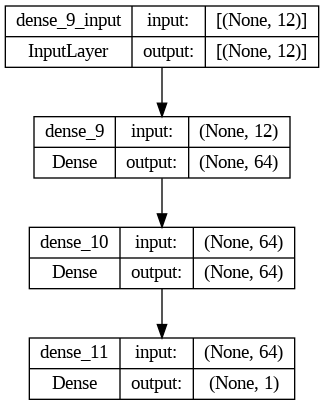 dense_9_input input: [(None, 12)]
InputLayer output: [(None, 12)]
dense_9 input: (None, 12)
Dense output: (None, 64)
dense_10 input: (None, 64)
Dense output: (None, 64)
dense_11 input: (None, 64)
Dense output: (None, 1)